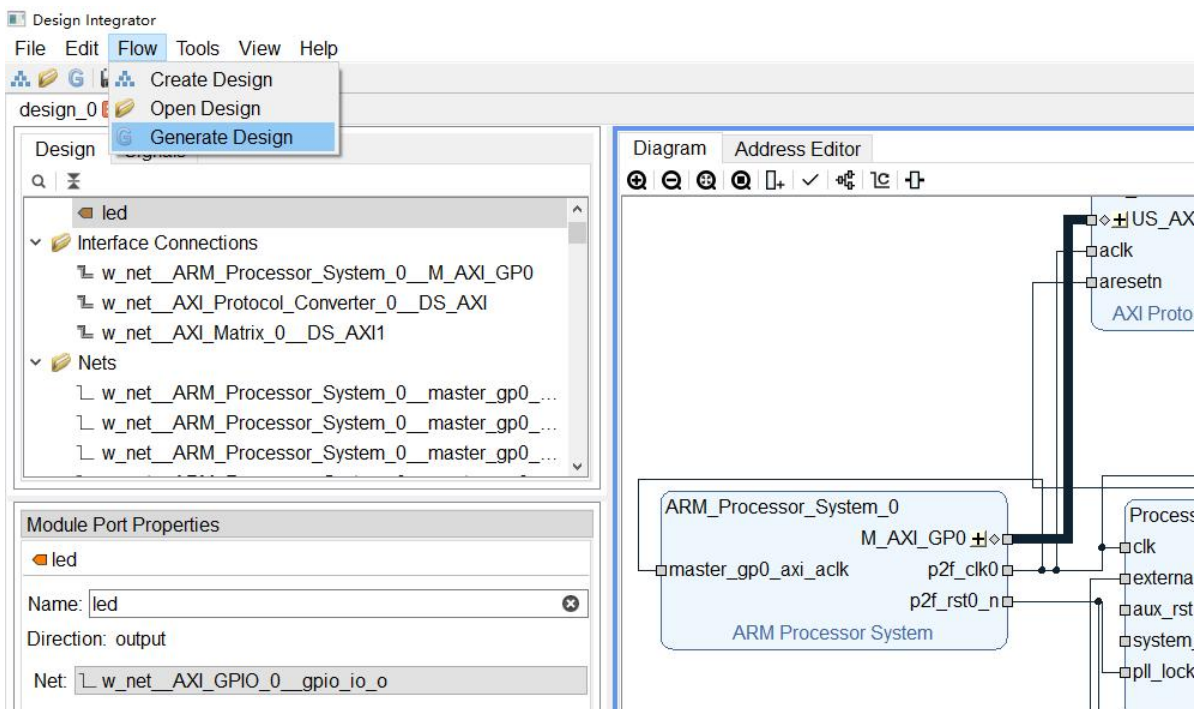 Design Integrator
File Edit Flow Tools View Help
G
Create Design
design_0
Open Design
G Generate Design
Design Signals
led
Interface Connections
w_net__ARM_Processor_System_0__M_AXI_GP0
w_net__AXI_Protocol_Converter_0__DS_AXI
w_net__AXI_Matrix_0__DS_AXI1
Nets
w_net__ARM_Processor_System_0__master_gp0_...
w_net__ARM_Processor_System_0__master_gp0_...
w_net__ARM_Processor_System_0__master_gp0_...
Module Port Properties
led
Name: led
Direction: output
Net: w_net__AXI_GPIO_0__gpio_io_o
Diagram Address Editor
US_AX
aclk
aresetn
AXI Proto
ARM_Processor_System_0
M_AXI_GP0
master_gp0_axi_aclk p2f_clk0
p2f_rst0_n
ARM Processor System
Process
clk
externa
aux_rst
system_
pll_lock